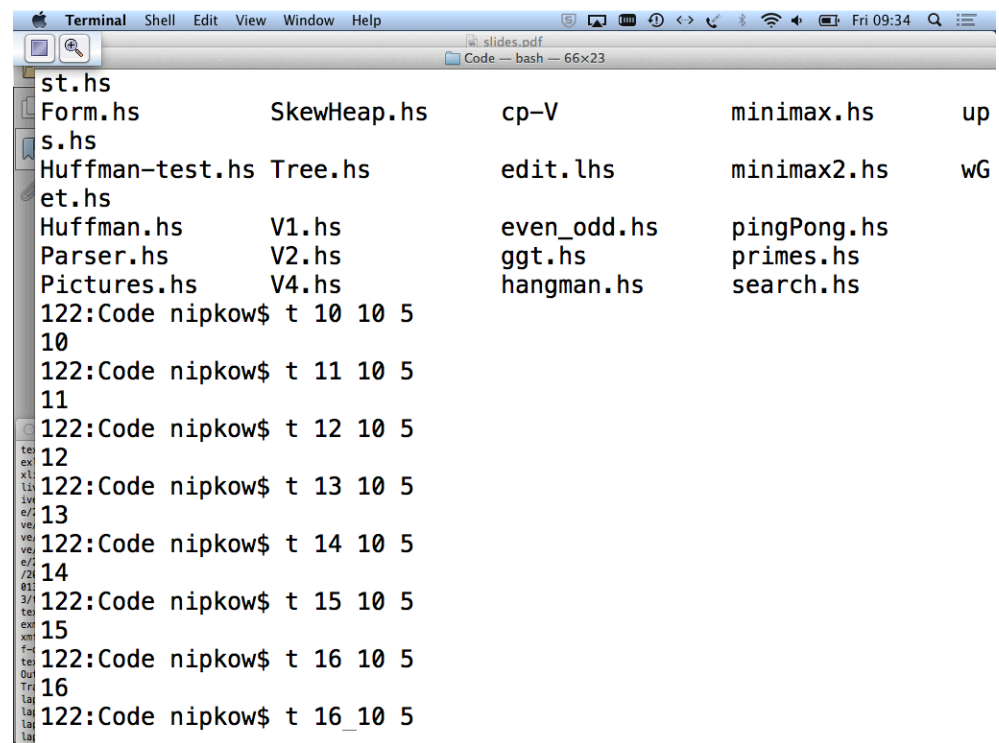 Terminal Shell Edit View Window Help Fri 09:34
slides.pdf
Code — bash — 66×23
st.hs
Form.hs SkewHeap.hs cp-V minimax.hs up
s.hs
Huffman-test.hs Tree.hs edit.lhs minimax2.hs wG
et.hs
Huffman.hs V1.hs even_odd.hs pingPong.hs
Parser.hs V2.hs ggt.hs primes.hs
Pictures.hs V4.hs hangman.hs search.hs
122:Code nipkow$ t 10 10 5
10
122:Code nipkow$ t 11 10 5
11
122:Code nipkow$ t 12 10 5
12
122:Code nipkow$ t 13 10 5
13
122:Code nipkow$ t 14 10 5
14
122:Code nipkow$ t 15 10 5
15
122:Code nipkow$ t 16 10 5
16
122:Code nipkow$ t 16_10 5